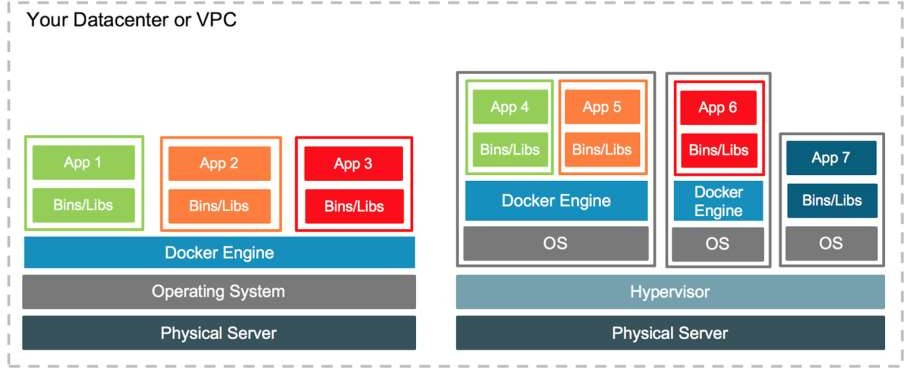 Your Datacenter or VPC
App 1
Bins/Libs
App 2
Bins/Libs
App 3
Bins/Libs
Docker Engine
Operating System
Physical Server
App 4
Bins/Libs
App 5
Bins/Libs
Docker Engine
OS
App 6
Bins/Libs
Docker
Engine
OS
App 7
Bins/Libs
OS
Hypervisor
Physical Server